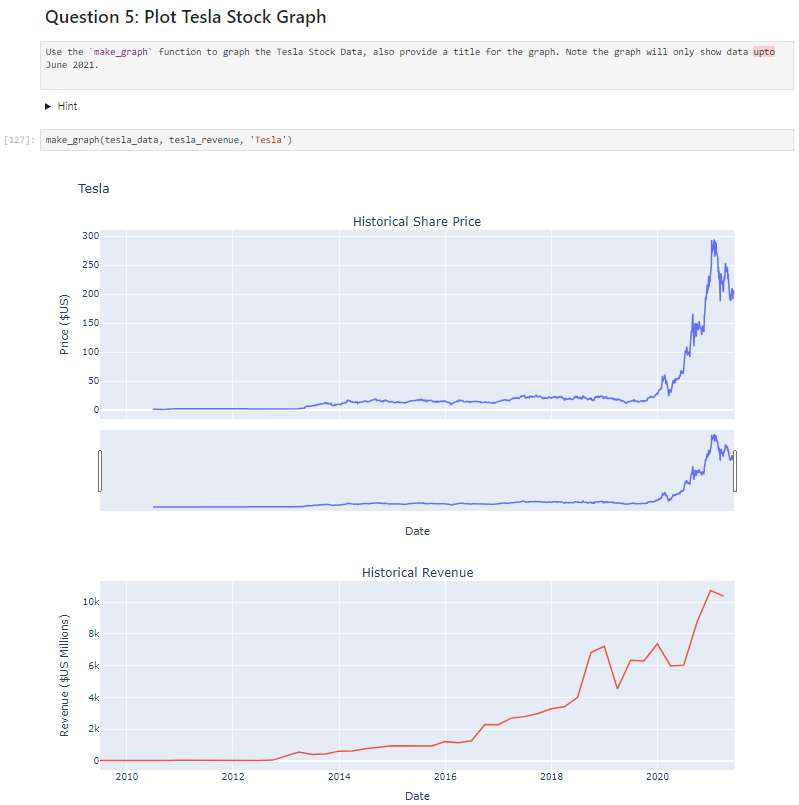 Question 5: Plot Tesla Stock Graph
Use the `make_graph` function to graph the Tesla Stock Data, also provide a title for the graph. Note the graph will only show data upto
June 2021.
Hint
[127]: make_graph(tesla_data, tesla_revenue, 'Tesla')
Tesla
Historical Share Price
300
250
200
150
100
50
0
Price ($US)
Date
Historical Revenue
10k
8k
6k
4k
2k
0
Revenue ($US Millions)
2010 2012 2014 2016 2018 2020
Date